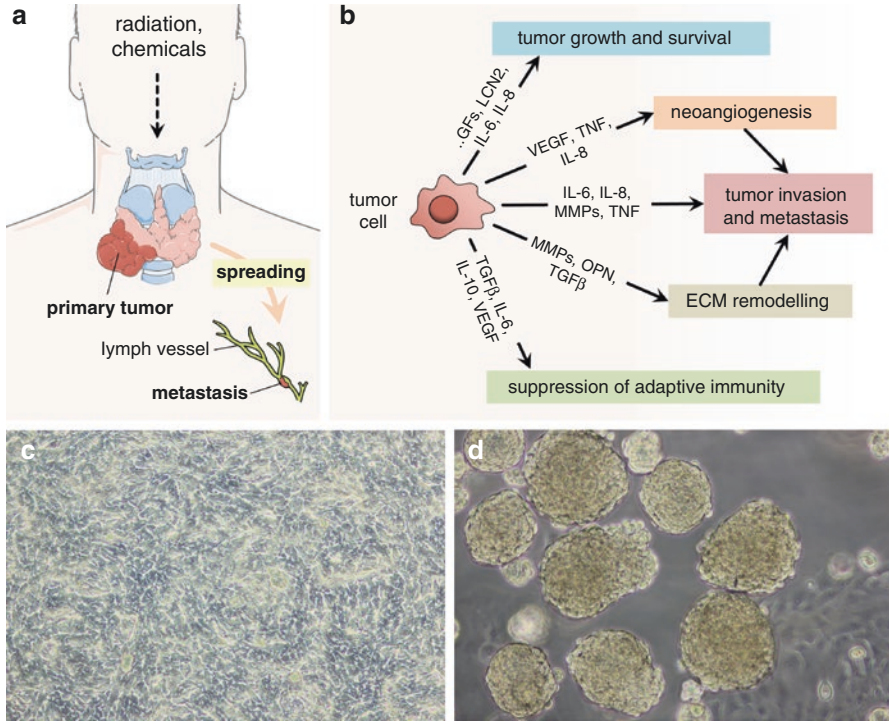 a
radiation,
chemicals
spreading
primary tumor
lymph vessel
metastasis
b
tumor growth and survival
..GFs, LCN2,
IL-6, IL-8
neoangiogenesis
VEGF, TNF,
IL-8
tumor
cell
IL-6, IL-8,
MMPs, TNF
tumor invasion
and metastasis
MMPs, OPN,
TGFβ
ECM remodelling
TGFβ, IL-6,
IL-10, VEGF
suppression of adaptive immunity
c
d